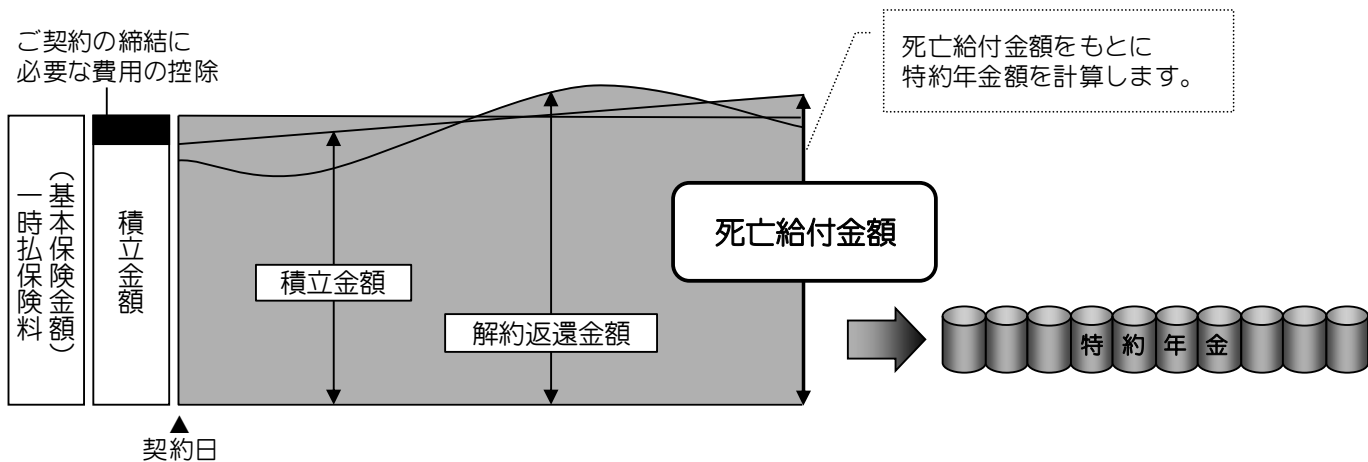 ご契約の締結に
必要な費用の控除
死亡給付金額をもとに
特約年金額を計算します。
一時払保険料
（基本保険金額）
積立金額
積立金額
解約返還金額
死亡給付金額
特約年金
▲
契約日